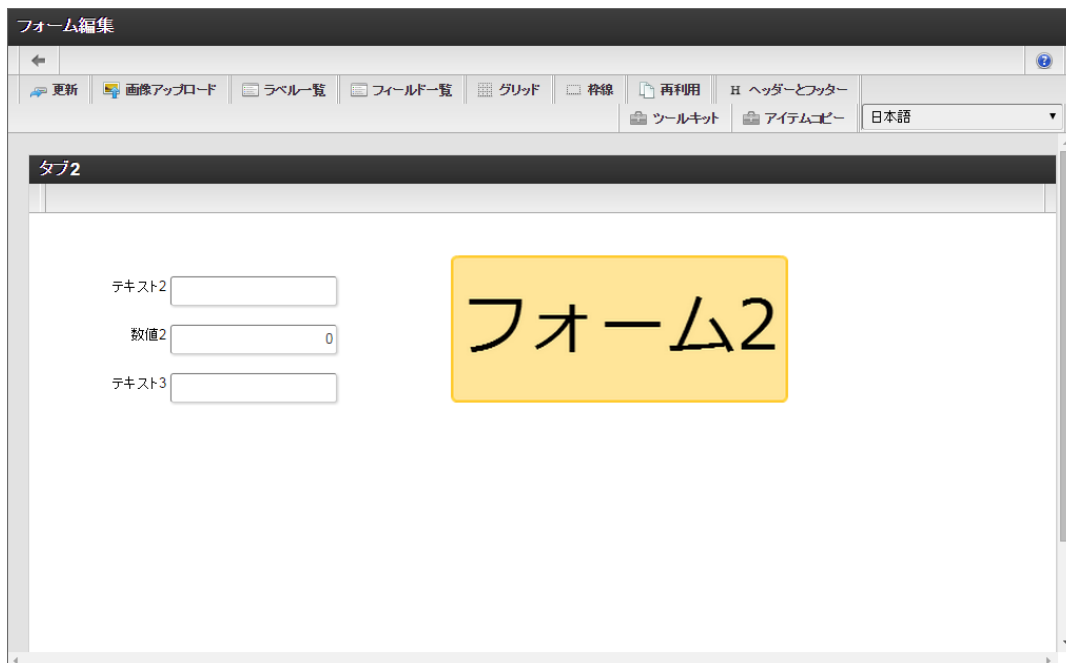 フォーム編集
更新 画像アップロード ラベル一覧 フィールド一覧 グリッド 枠線 再利用 H ヘッダーとフッター
ツールキット アイテムコピー 日本語
タブ2
テキスト2
数値2 0
テキスト3
フォーム2